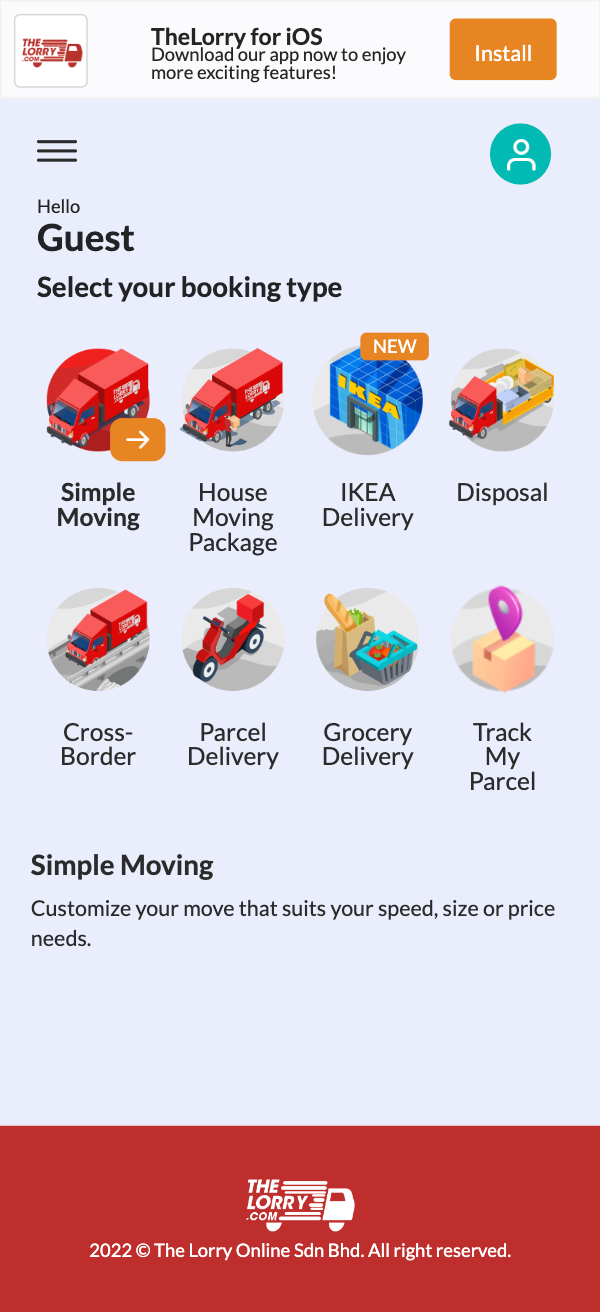 THE
LORRY
.COM
TheLorry for iOS
Download our app now to enjoy
more exciting features!
Install
Hello
Guest
Select your booking type
NEW
IKEA
Simple
Moving
House
Moving
Package
IKEA
Delivery
Disposal
Cross-
Border
Parcel
Delivery
Grocery
Delivery
Track
My
Parcel
Simple Moving
Customize your move that suits your speed, size or price
needs.
THE
LORRY
.COM
2022 © The Lorry Online Sdn Bhd. All right reserved.